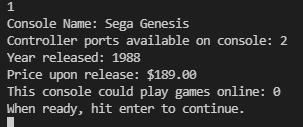 1
Console Name: Sega Genesis
Controller ports available on console: 2
Year released: 1988
Price upon release: $189.00
This console could play games online: 0
When ready, hit enter to continue.